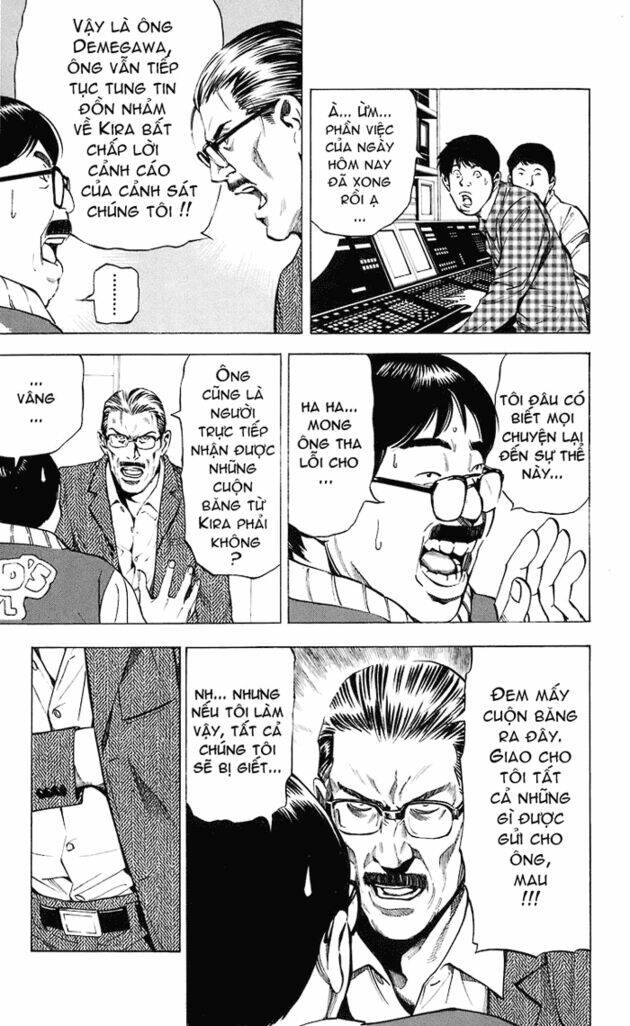 À... ỪM...
PHẦN VIỆC
CỦA NGÀY
HÔM NAY
ĐÃ XONG
RỒI Ạ
...
VẬY LÀ ÔNG
DEMEGAWA,
ÔNG VẪN TIẾP
TỤC TUNG TIN
ĐỒN NHẢM
VỀ KIRA BẤT
CHẤP LỜI
CẢNH CÁO
CỦA CẢNH SÁT
CHÚNG TÔI !!
......
TÔI ĐÂU CÓ
BIẾT MỌI
CHUYỆN LẠI
ĐẾN SỰ THỂ
NÀY...
HA HA...
MONG
ÔNG THA
LỖI CHO
...
ÔNG
CŨNG LÀ
NGƯỜI
TRỰC TIẾP
NHẬN ĐƯỢC
NHỮNG
CUỘN
BĂNG TỪ
KIRA PHẢI
KHÔNG
?
...
VÂNG
...
D'S
ĐEM MẤY
CUỘN BĂNG
RA ĐÂY.
GIAO CHO
TÔI TẤT
CẢ NHỮNG
GÌ ĐƯỢC
GỬI CHO
ÔNG,
MAU
!!!
NH... NHƯNG
NẾU TÔI LÀM
VẬY, TẤT CẢ
CHÚNG TÔI
SẼ BỊ GIẾT...